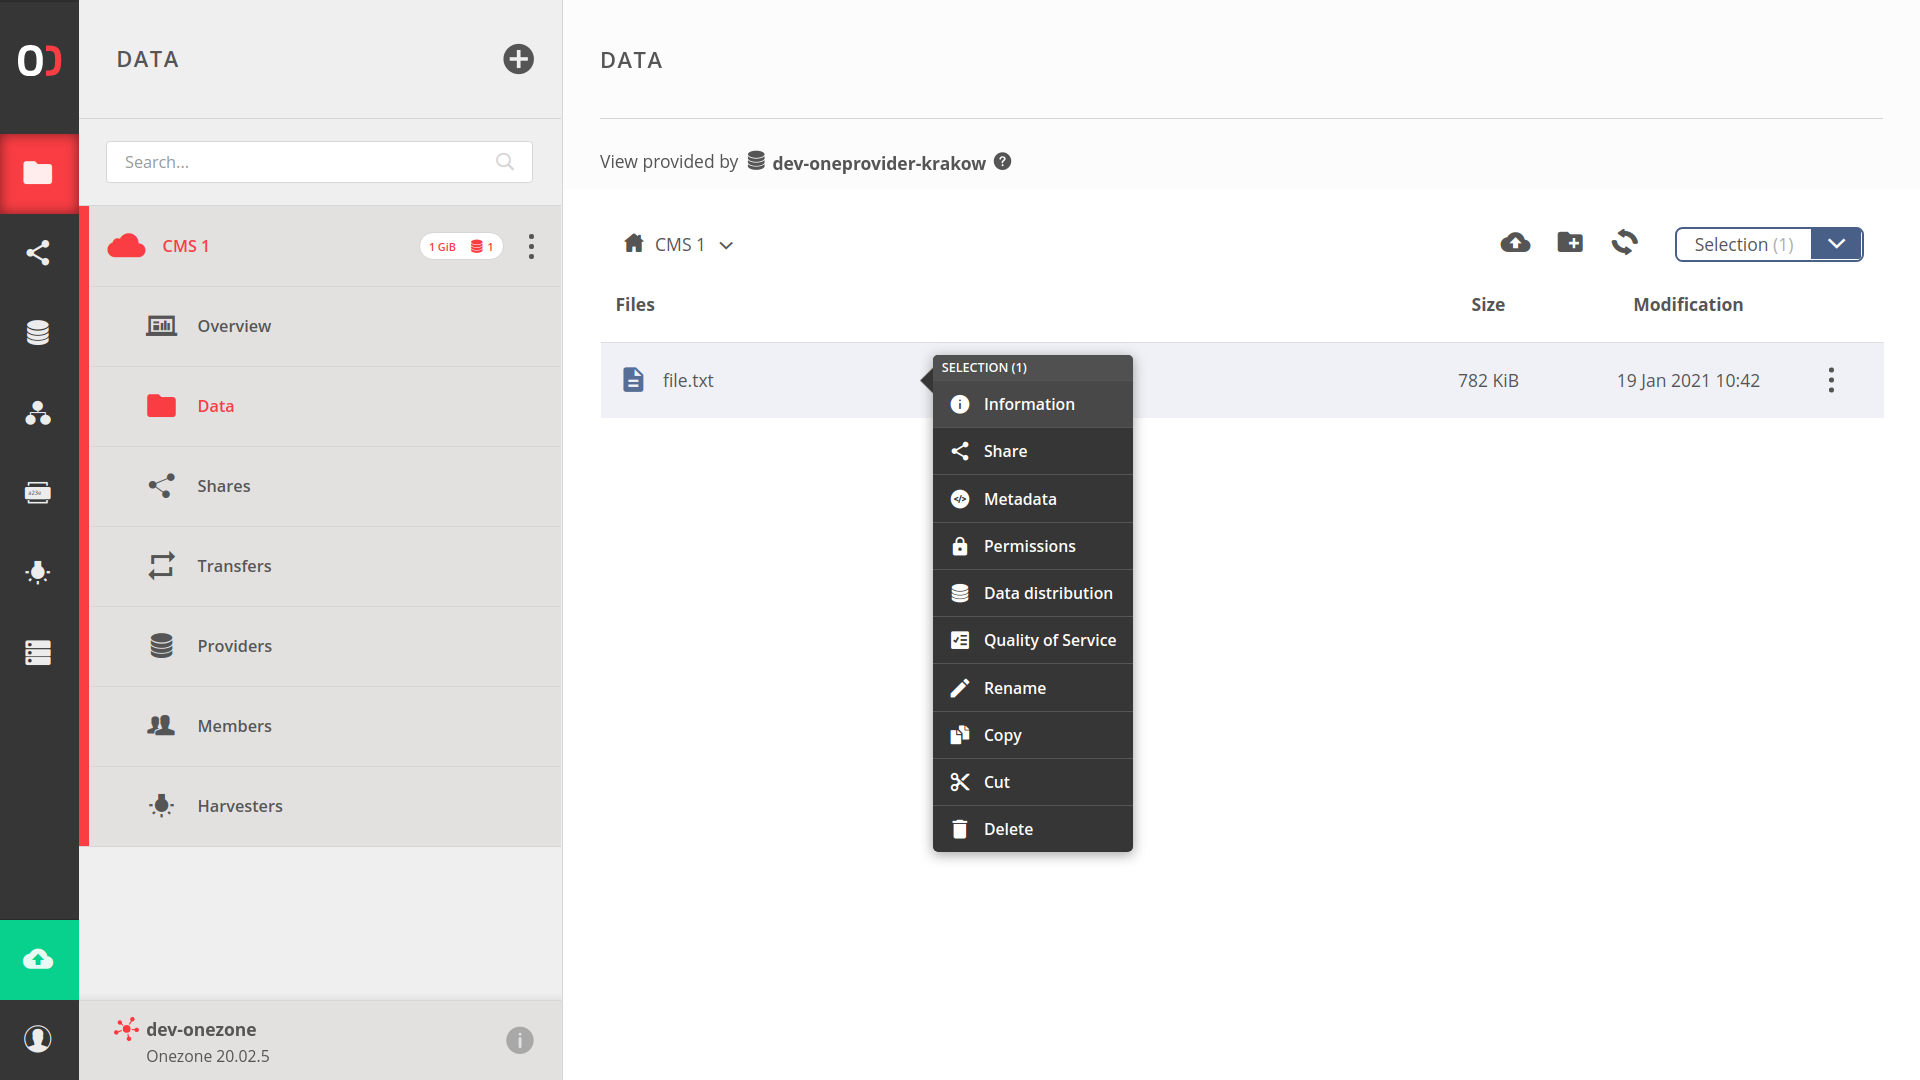 DATA
Search...
CMS 1
1 GiB 1
Overview
Data
Shares
Transfers
Providers
Members
Harvesters
dev-onezone
Onezone 20.02.5
DATA
View provided by dev-oneprovider-krakow
CMS 1
Selection (1)
Files Size Modification
file.txt 782 KiB 19 Jan 2021 10:42
SELECTION (1)
Information
Share
Metadata
Permissions
Data distribution
Quality of Service
Rename
Copy
Cut
Delete